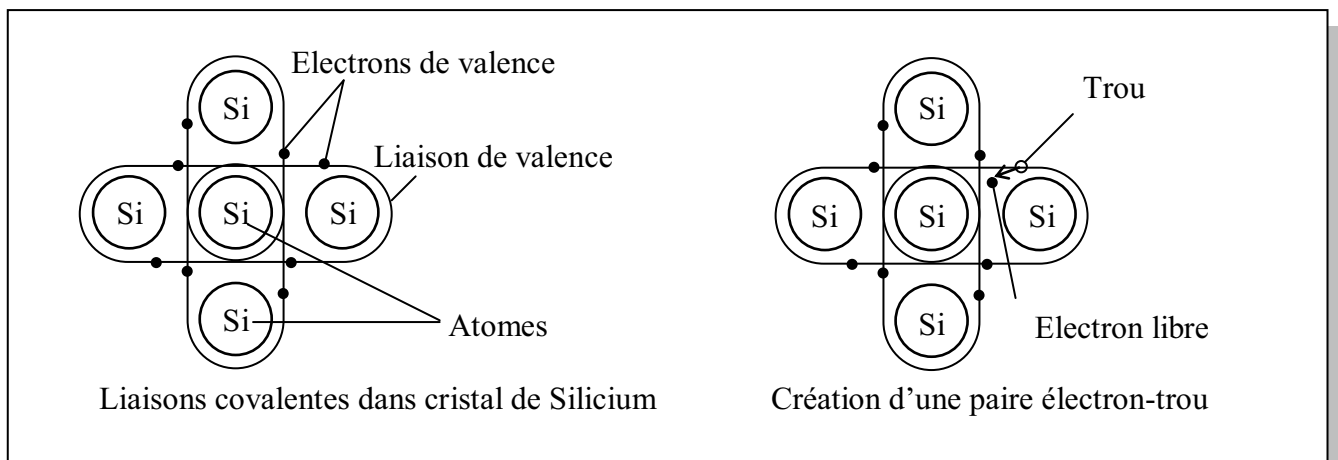 Electrons de valence
Si
Liaison de valence
Si Si Si
Si
Atomes
Liaisons covalentes dans cristal de Silicium
Trou
Si
Si Si Si
Si
Electron libre
Création d’une paire électron-trou